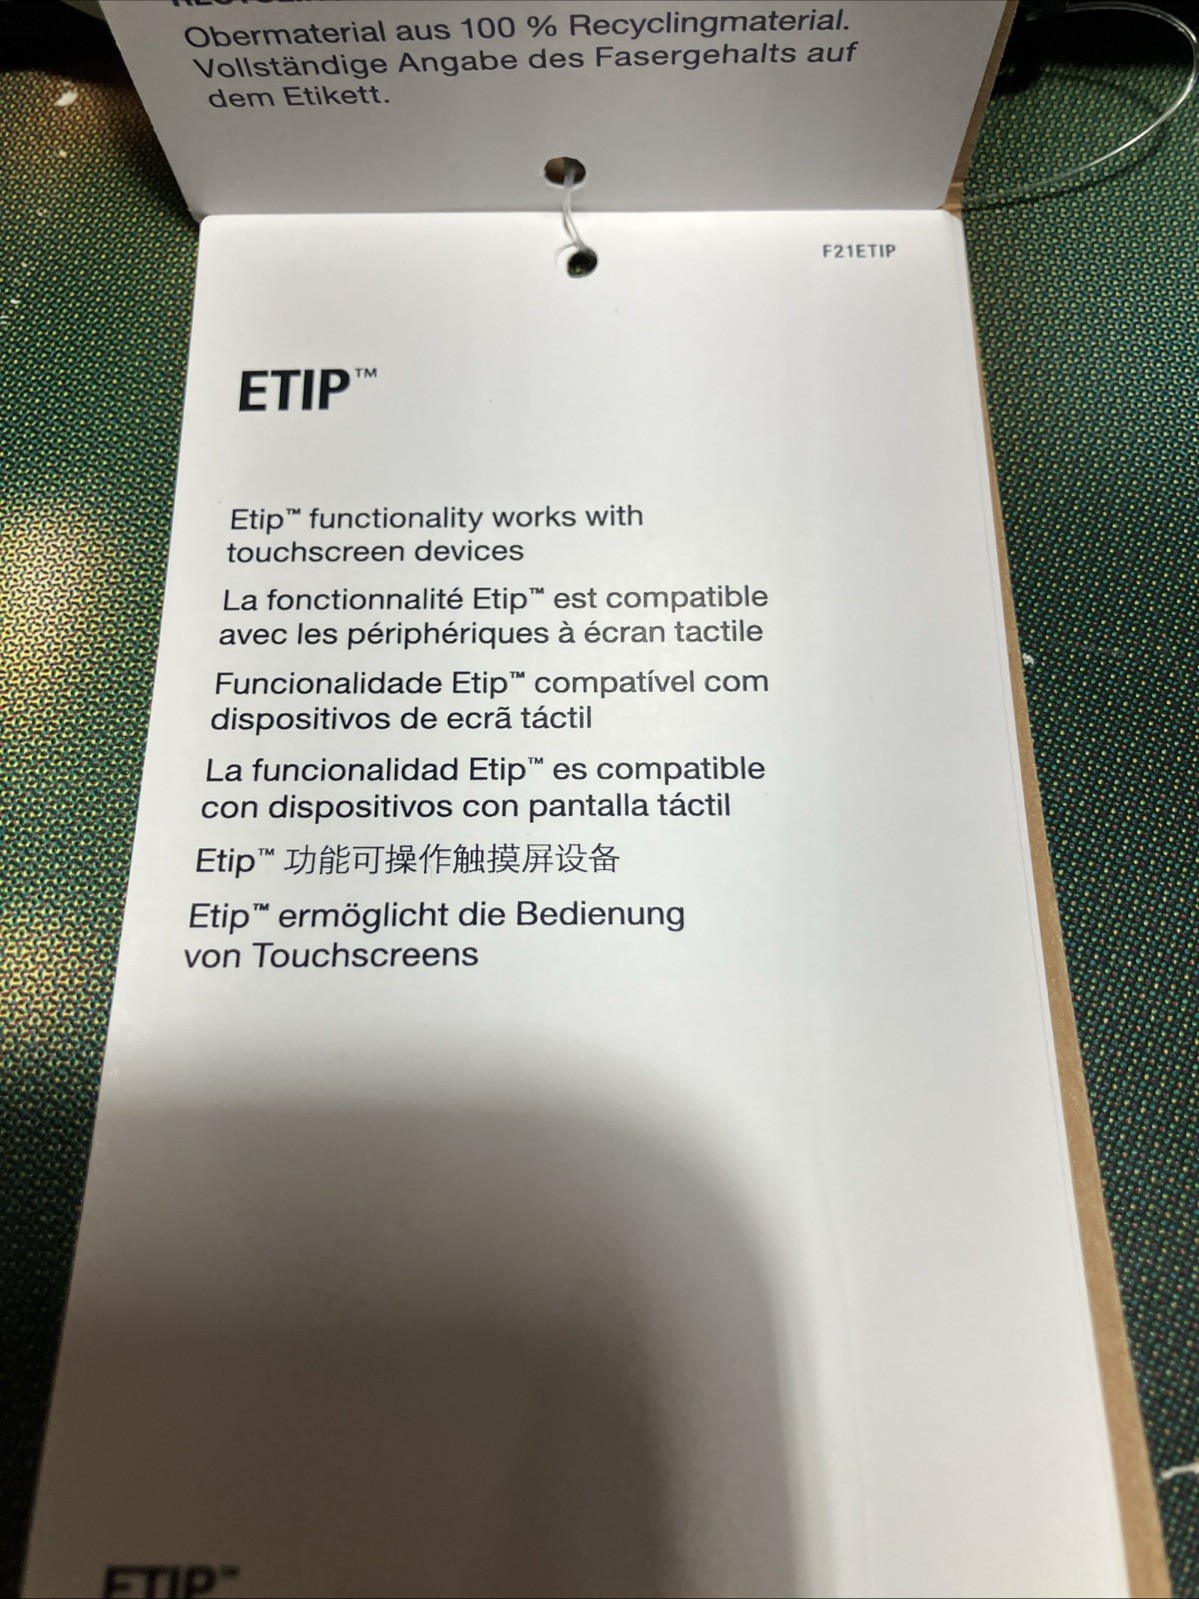 Obermaterial aus 100 % Recyclingmaterial.
Vollständige Angabe des Fasergehalts auf
dem Etikett.
F21ETIP
ETIP™
Etip™ functionality works with
touchscreen devices
La fonctionnalité Etip™ est compatible
avec les périphériques à écran tactile
Funcionalidade Etip™ compatível com
dispositivos de ecrã táctil
La funcionalidad Etip™ es compatible
con dispositivos con pantalla táctil
Etip™ 功能可操作触摸屏设备
Etip™ ermöglicht die Bedienung
von Touchscreens
ETIP™